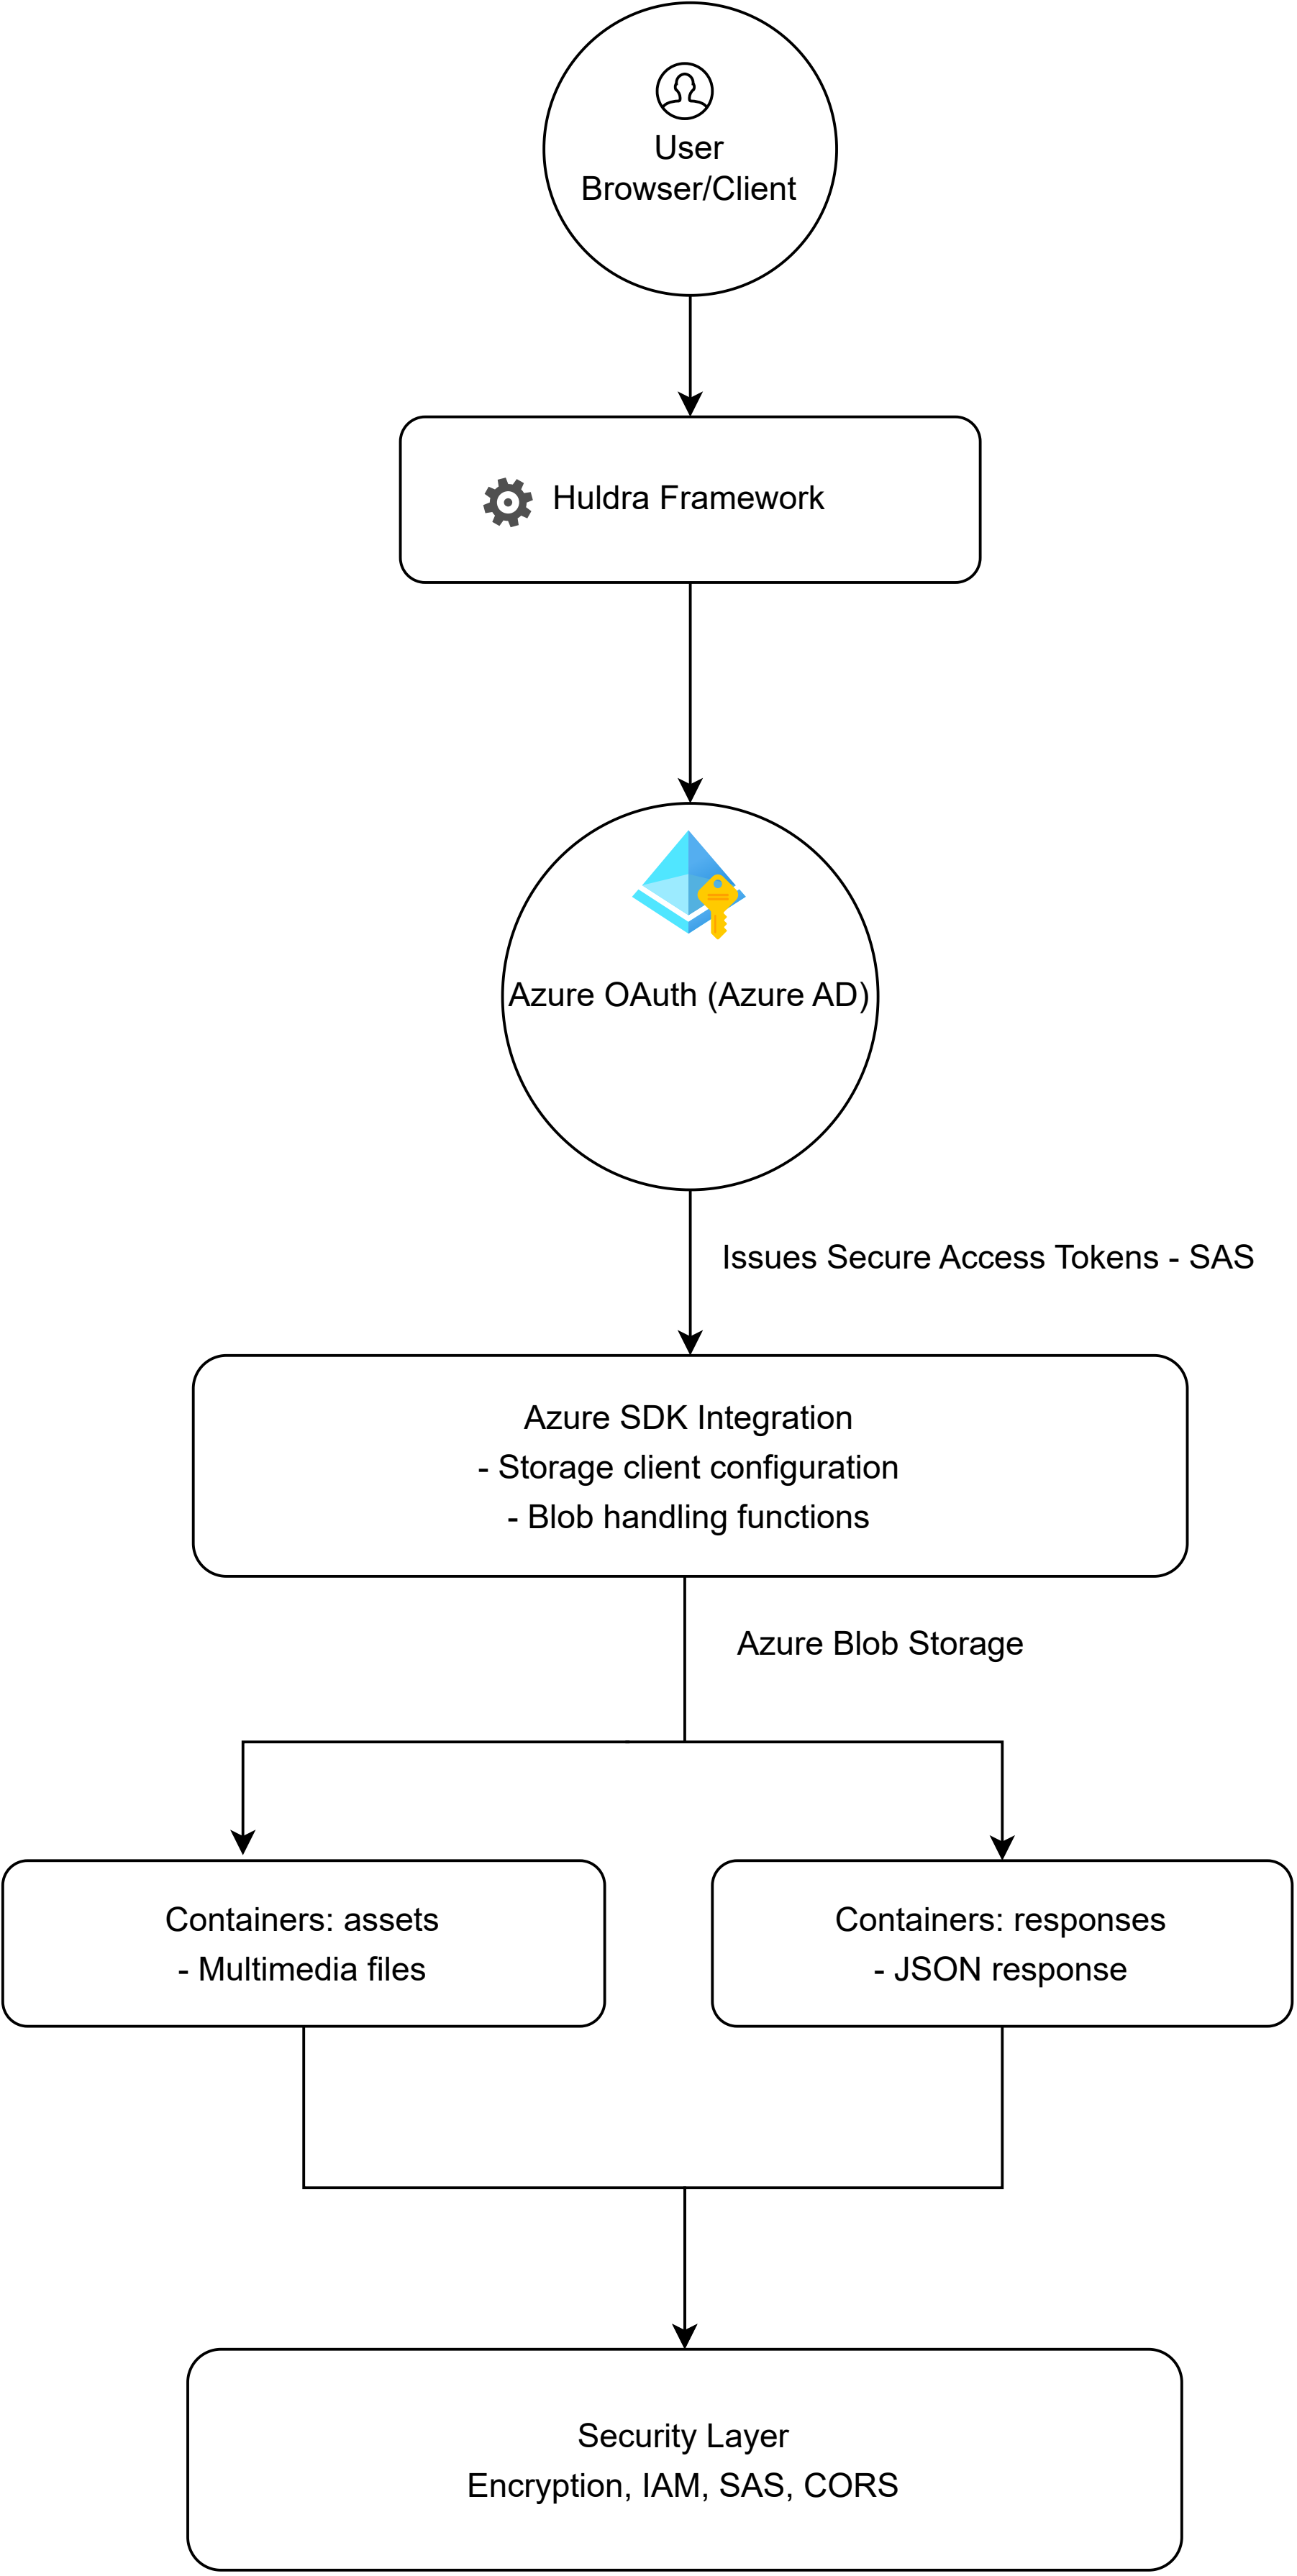 User
Browser/Client
Huldra Framework
Azure OAuth (Azure AD)
Issues Secure Access Tokens - SAS
Azure SDK Integration
- Storage client configuration
- Blob handling functions
Azure Blob Storage
Containers: assets
- Multimedia files
Containers: responses
- JSON response
Security Layer
Encryption, IAM, SAS, CORS